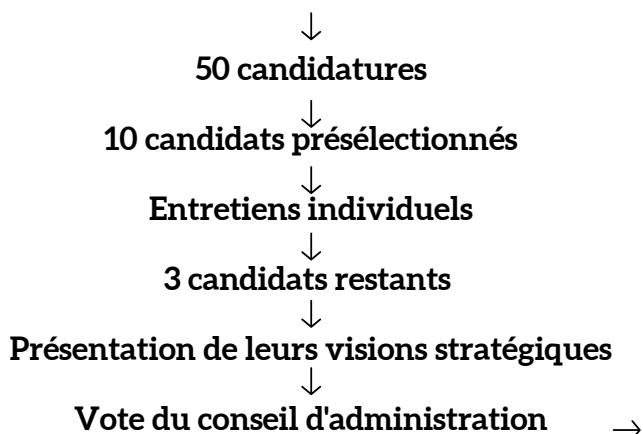 ↓
50 candidatures
↓
10 candidats présélectionnés
↓
Entretiens individuels
↓
3 candidats restants
↓
Présentation de leurs visions stratégiques
↓
Vote du conseil d'administration →